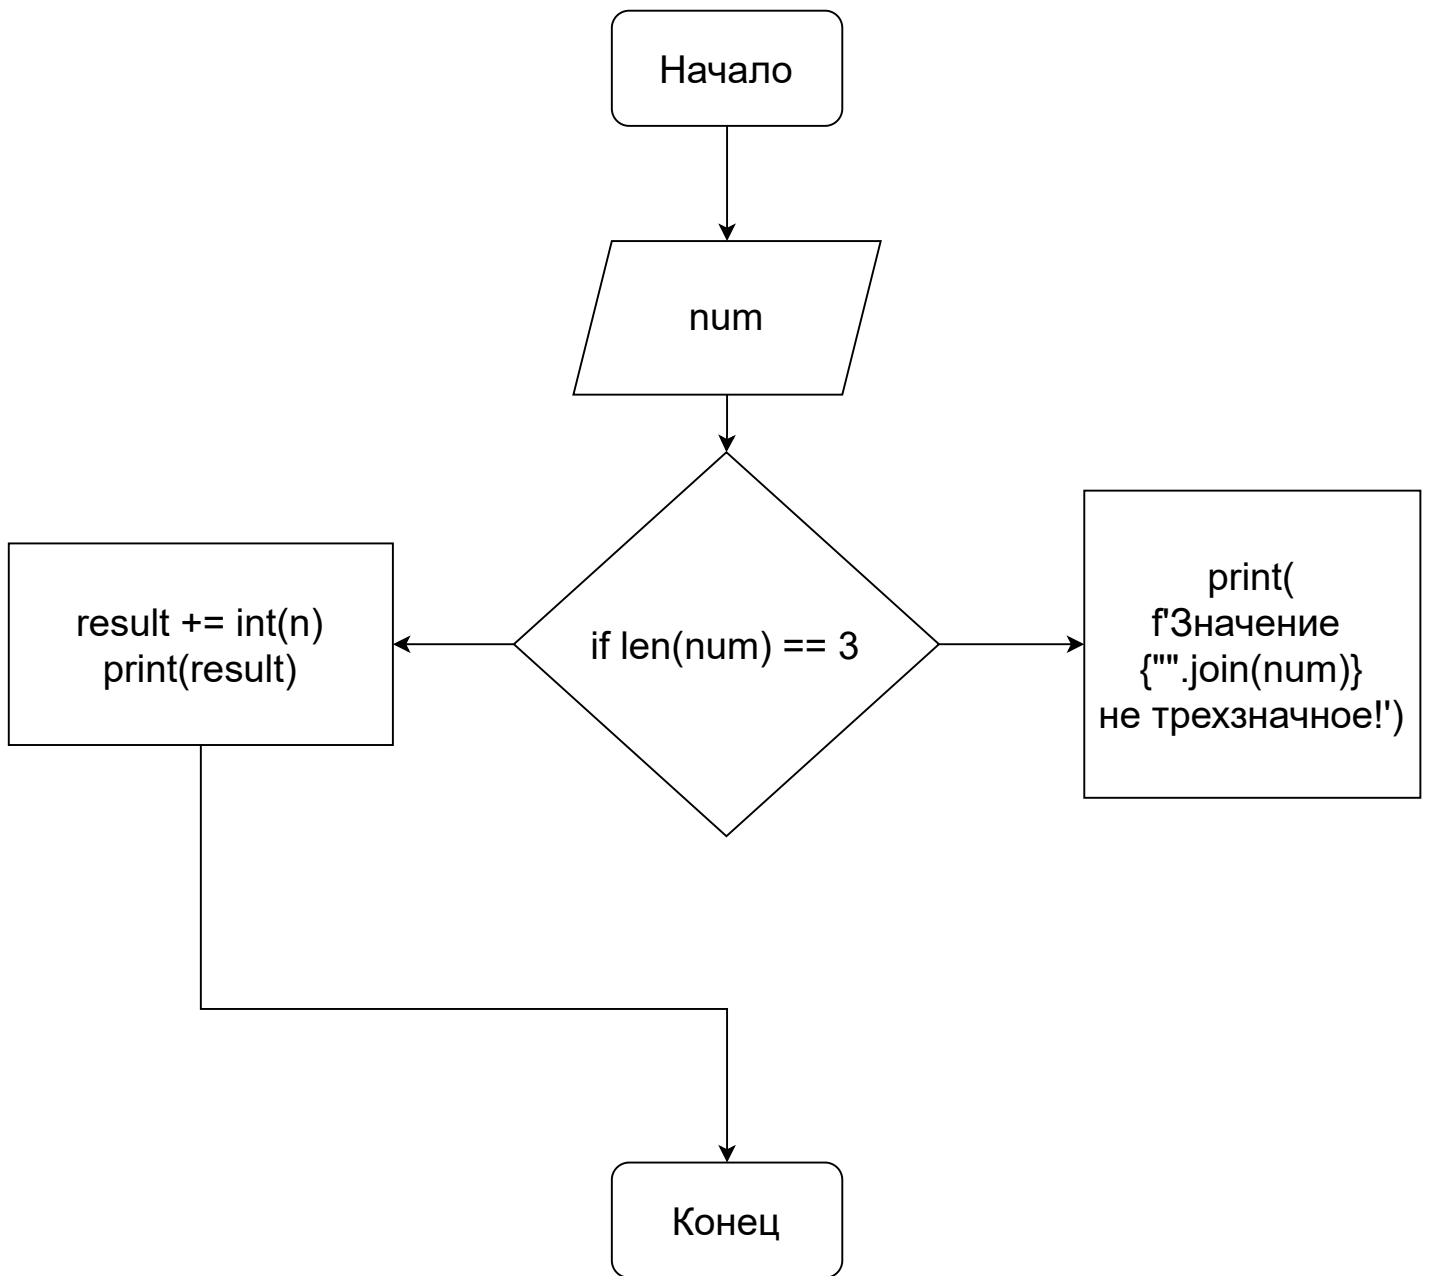 Начало
num
if len(num) == 3
result += int(n)
print(result)
print(
f'Значение
{"".join(num)}
не трехзначное!')
Конец